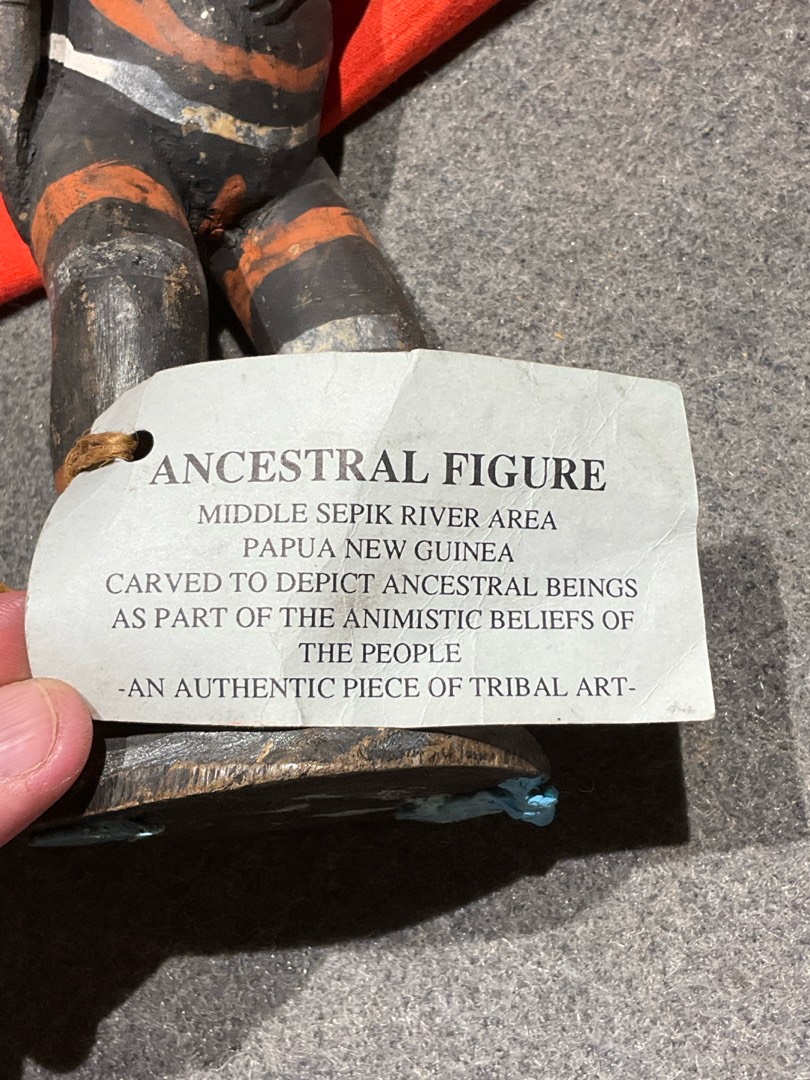 ANCESTRAL FIGURE
MIDDLE SEPIK RIVER AREA
PAPUA NEW GUINEA
CARVED TO DEPICT ANCESTRAL BEINGS
AS PART OF THE ANIMISTIC BELIEFS OF
THE PEOPLE
-AN AUTHENTIC PIECE OF TRIBAL ART-